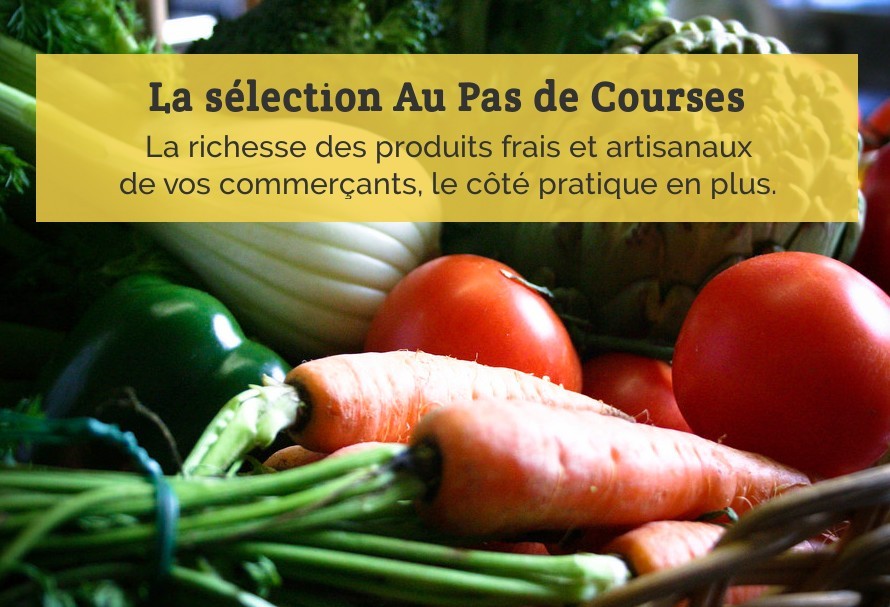 La sélection Au Pas de Courses
La richesse des produits frais et artisanaux
de vos commerçants, le côté pratique en plus.